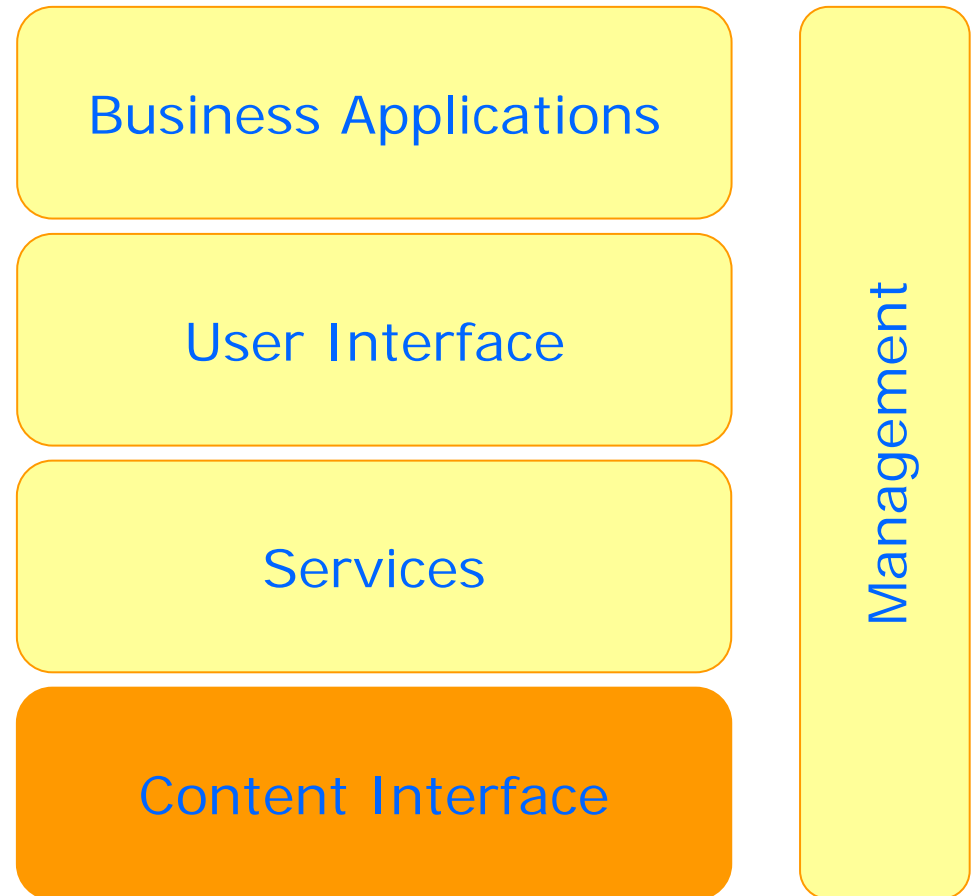 Business Applications
User Interface
Services
Content Interface
Management